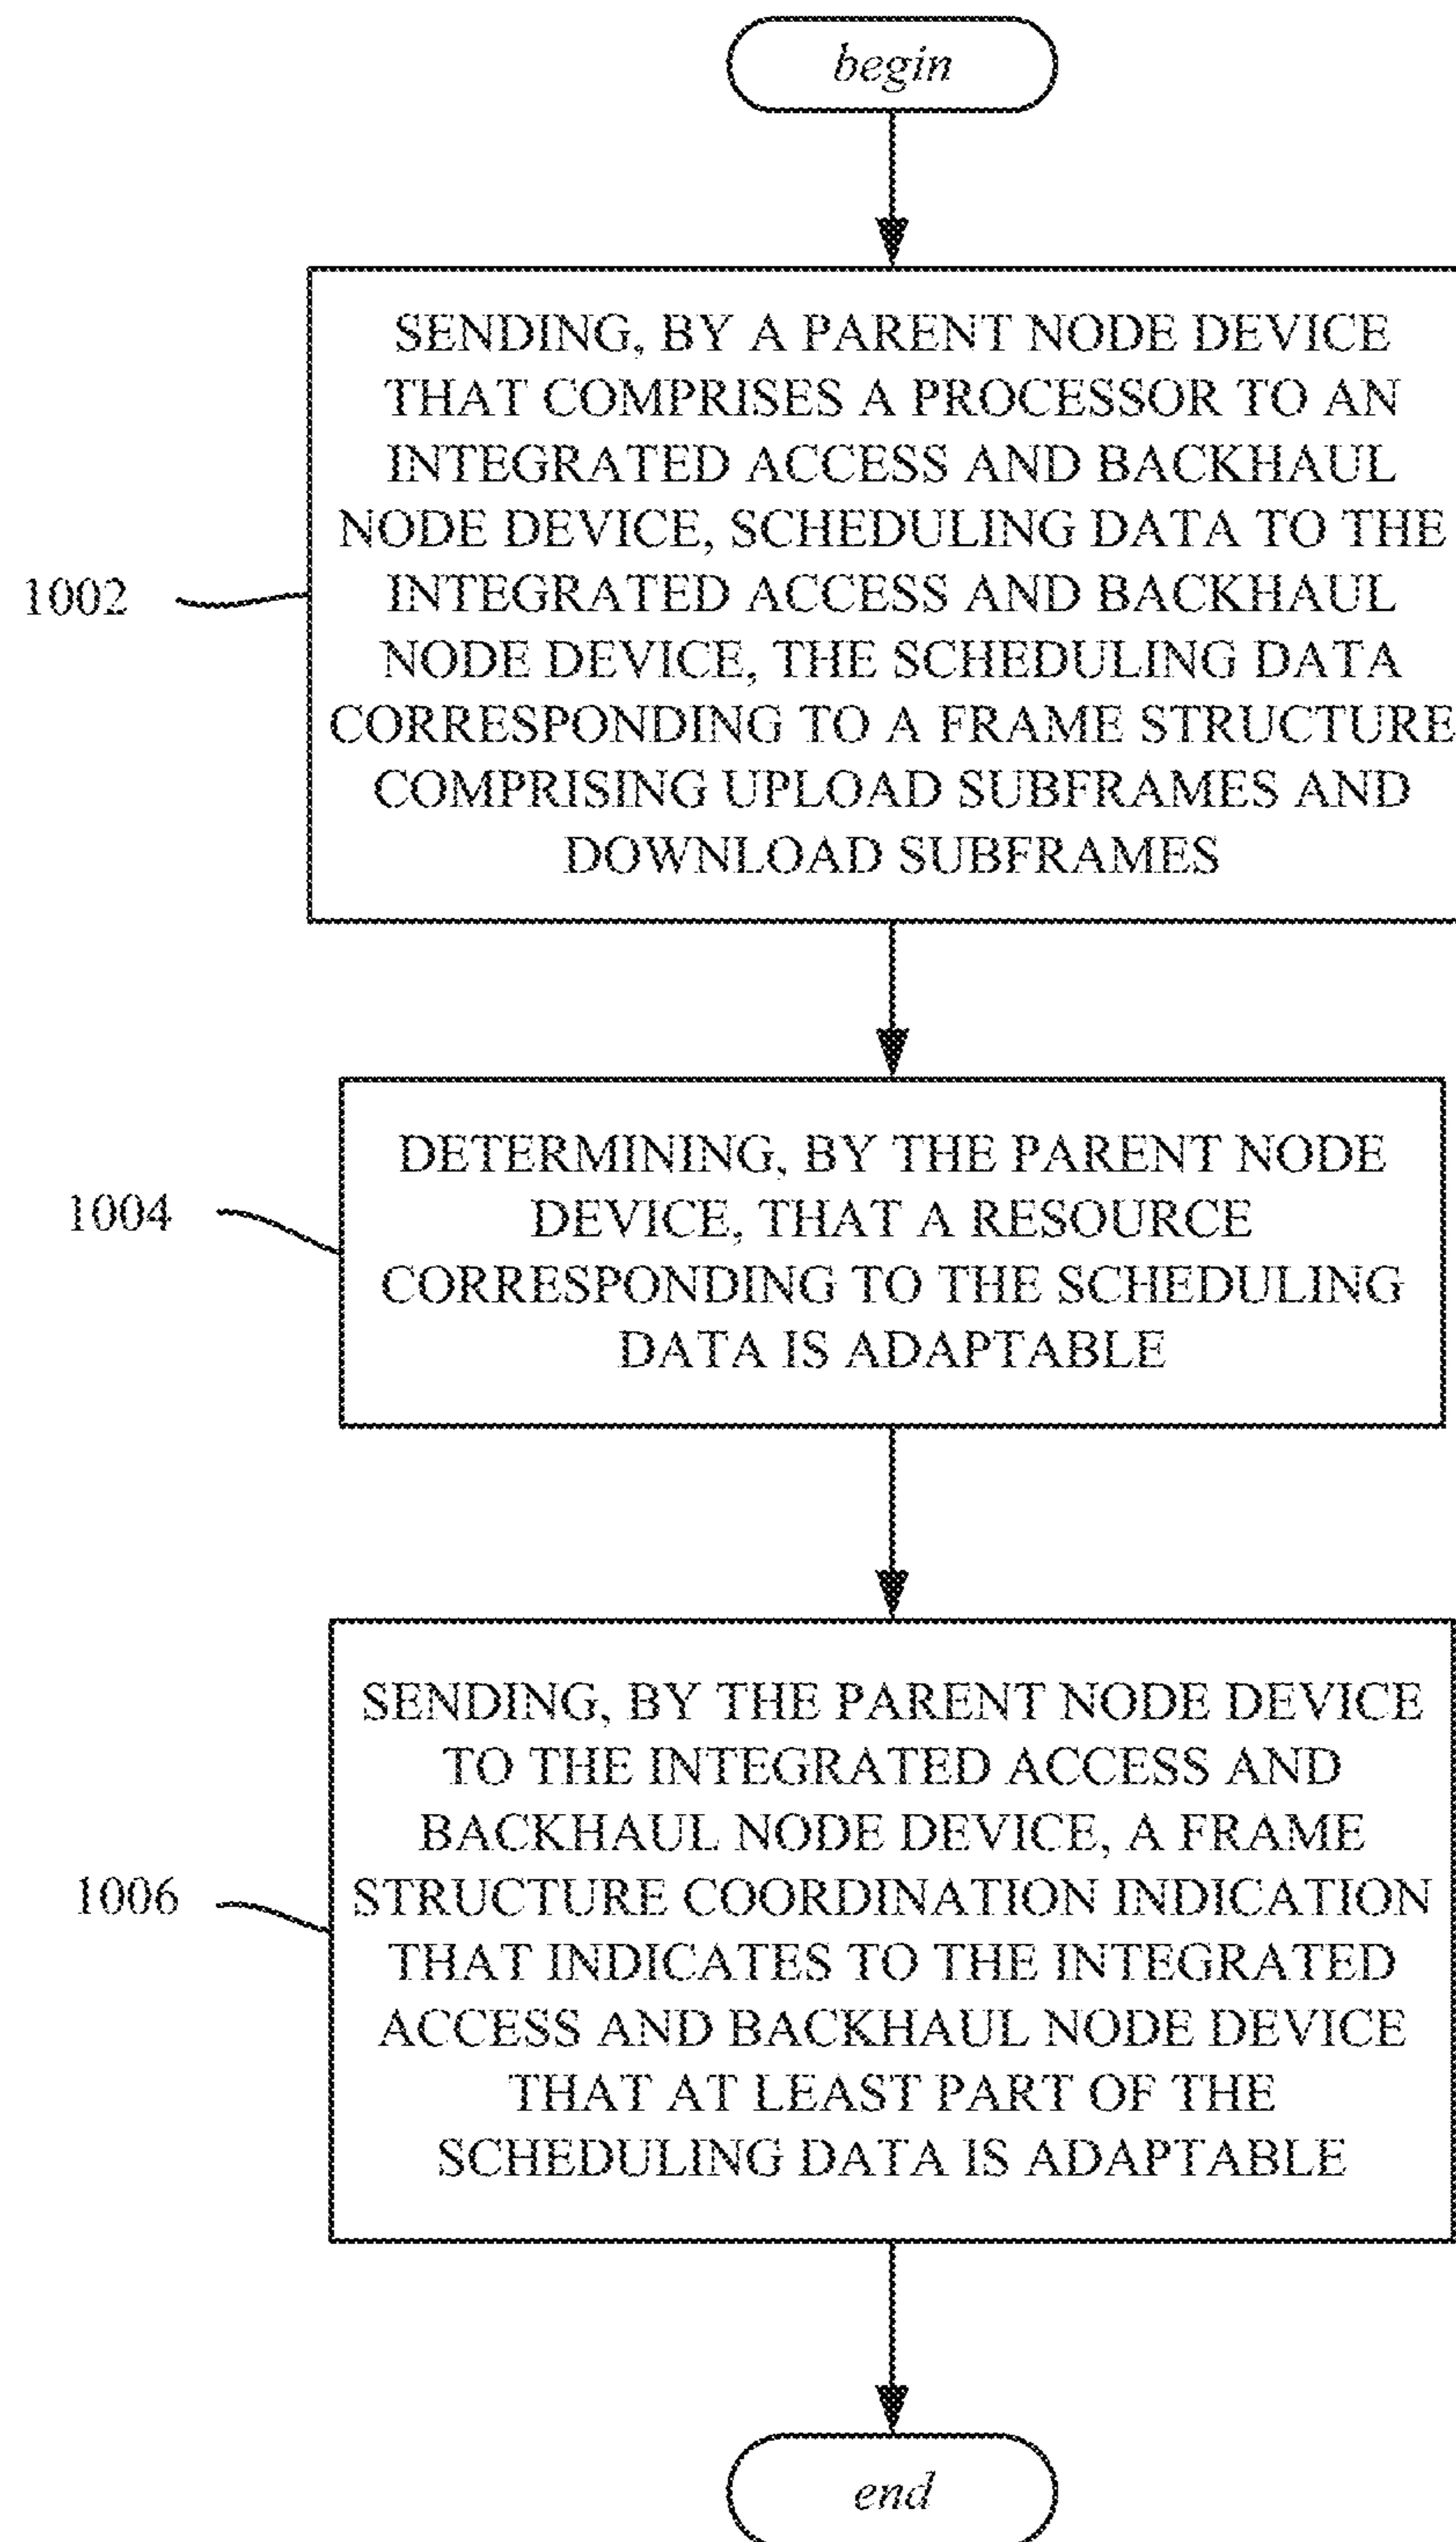 begin
SENDING, BY A PARENT NODE DEVICE
THAT COMPRISES A PROCESSOR TO AN
INTEGRATED ACCESS AND BACKHAUL
NODE DEVICE, SCHEDULING DATA TO THE
INTEGRATED ACCESS AND BACKHAUL
NODE DEVICE, THE SCHEDULING DATA
CORRESPONDING TO A FRAME STRUCTURE
COMPRISING UPLOAD SUBFRAMES AND
DOWNLOAD SUBFRAMES
1002
DETERMINING, BY THE PARENT NODE
DEVICE, THAT A RESOURCE
CORRESPONDING TO THE SCHEDULING
DATA IS ADAPTABLE
1004
SENDING, BY THE PARENT NODE DEVICE
TO THE INTEGRATED ACCESS AND
BACKHAUL NODE DEVICE, A FRAME
STRUCTURE COORDINATION INDICATION
THAT INDICATES TO THE INTEGRATED
ACCESS AND BACKHAUL NODE DEVICE
THAT AT LEAST PART OF THE
SCHEDULING DATA IS ADAPTABLE
1006
end